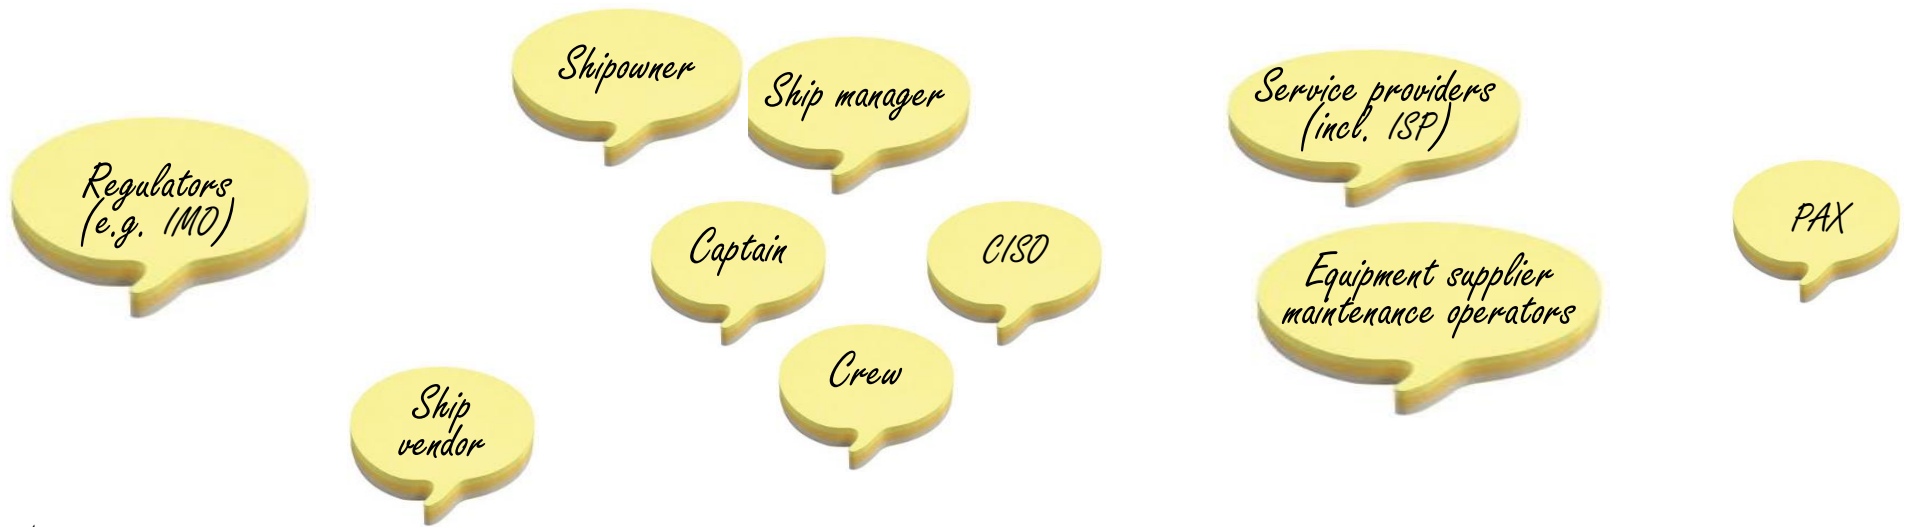 Shipowner
Ship manager
Service providers
(incl. ISP)
Regulators
(e.g. IMO)
PAX
Captain
CISO
Equipment supplier
maintenance operators
Crew
Ship
vendor